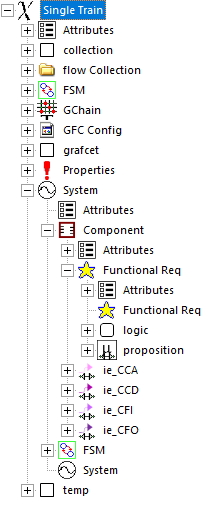 Single Train
Attributes
collection
flow Collection
FSM
GChain
GFC Config
grafcet
Properties
System
Attributes
Component
Attributes
Functional Req
Attributes
Functional Req
logic
proposition
ie_CCA
ie_CCD
ie_CFI
ie_CFO
FSM
System
temp